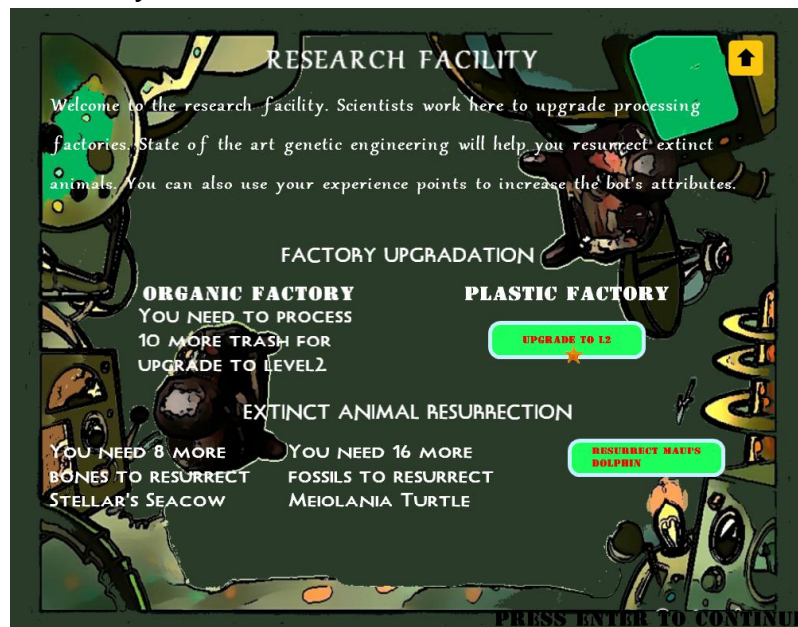 RESEARCH FACILITY
Welcome to the research facility. Scientists work here to upgrade processing
factories. State of the art genetic engineering will help you resurrect extinct
animals. You can also use your experience points to increase the bot's attributes.
FACTORY UPGRADATION
ORGANIC FACTORY
YOU NEED TO PROCESS
10 MORE TRASH FOR
UPGRADE TO LEVEL2
PLASTIC FACTORY
UPGRADE TO L2
EXTINCT ANIMAL RESURRECTION
YOU NEED 8 MORE
BONES TO RESURRECT
STELLAR'S SEACOW
YOU NEED 16 MORE
FOSSILS TO RESURRECT
MEIOLANIA TURTLE
RESURRECT MAUI'S
DOLPHIN
PRESS ENTER TO CONTINU